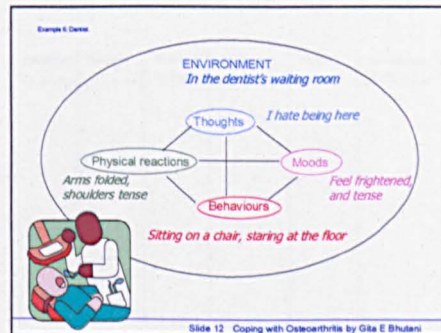 Example 6: Dentist
ENVIRONMENT
In the dentist's waiting room
Thoughts
I hate being here
Physical reactions
Moods
Arms folded,
shoulders tense
Feel frightened,
and tense
Behaviours
Sitting on a chair, staring at the floor
Slide 12 Coping with Osteoarthritis by Gita E Bhutani